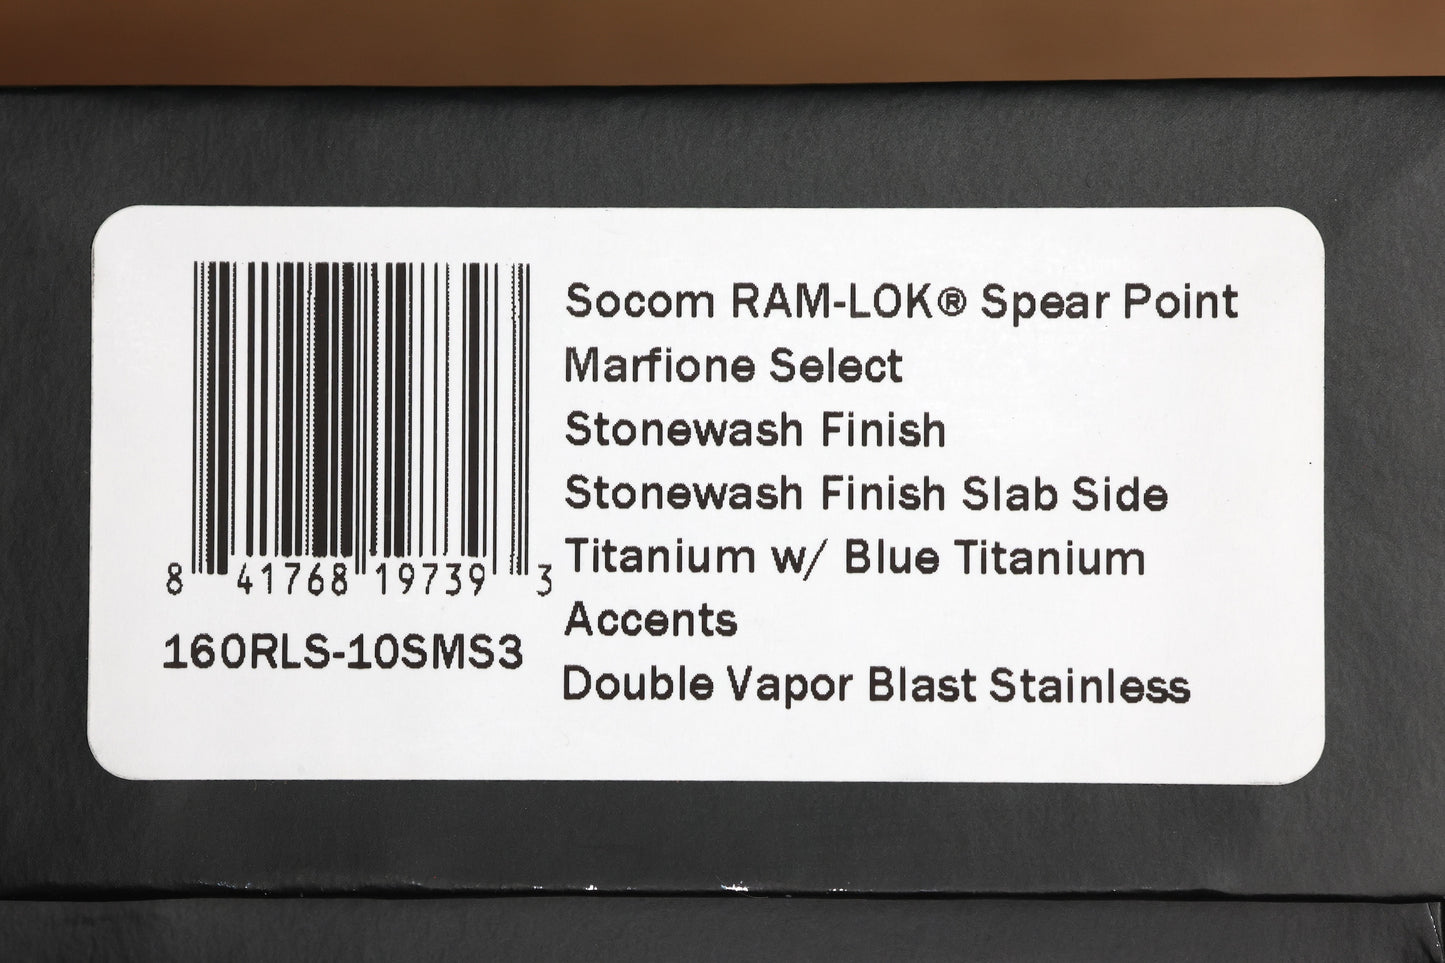 8 41768 19739 3
160RLS-10SMS3
Socom RAM-LOK® Spear Point
Marfione Select
Stonewash Finish
Stonewash Finish Slab Side
Titanium w/ Blue Titanium
Accents
Double Vapor Blast Stainless